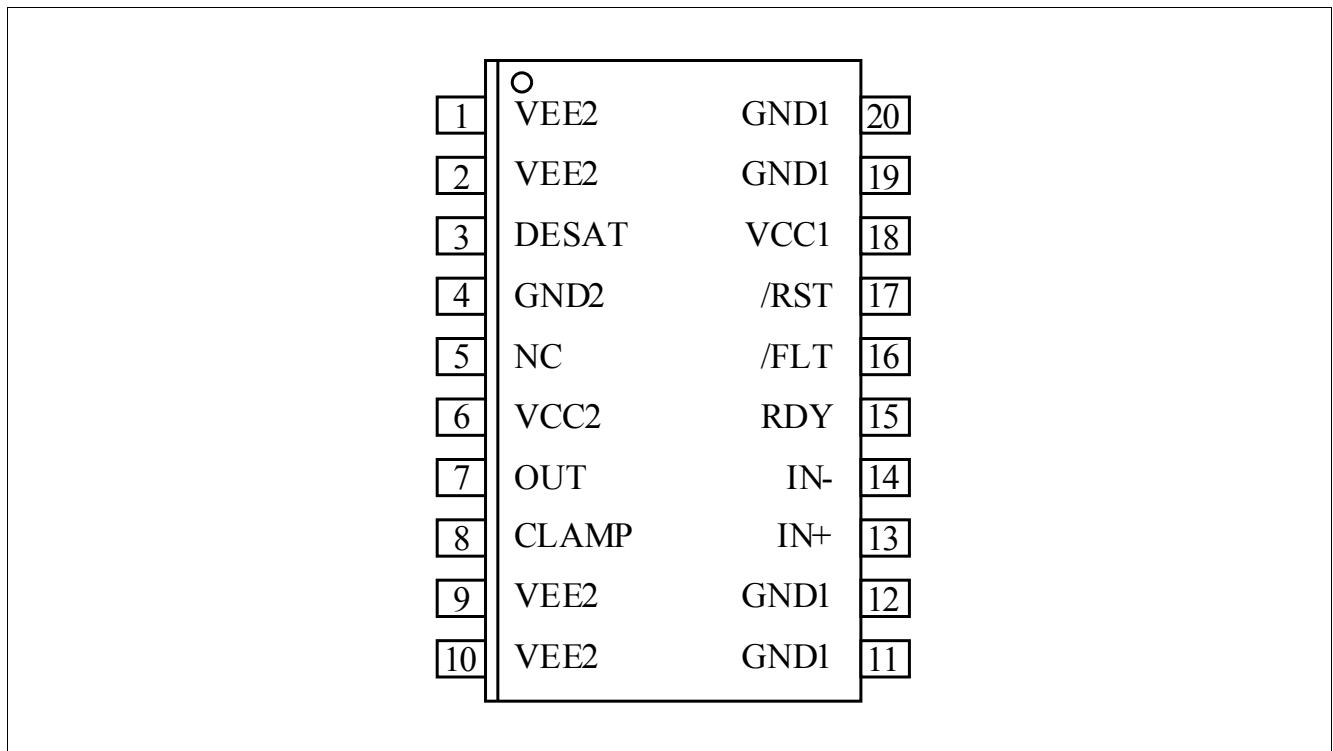 1 VEE2 GND1 20
2 VEE2 GND1 19
3 DESAT VCC1 18
4 GND2 /RST 17
5 NC /FLT 16
6 VCC2 RDY 15
7 OUT IN- 14
8 CLAMP IN+ 13
9 VEE2 GND1 12
10 VEE2 GND1 11